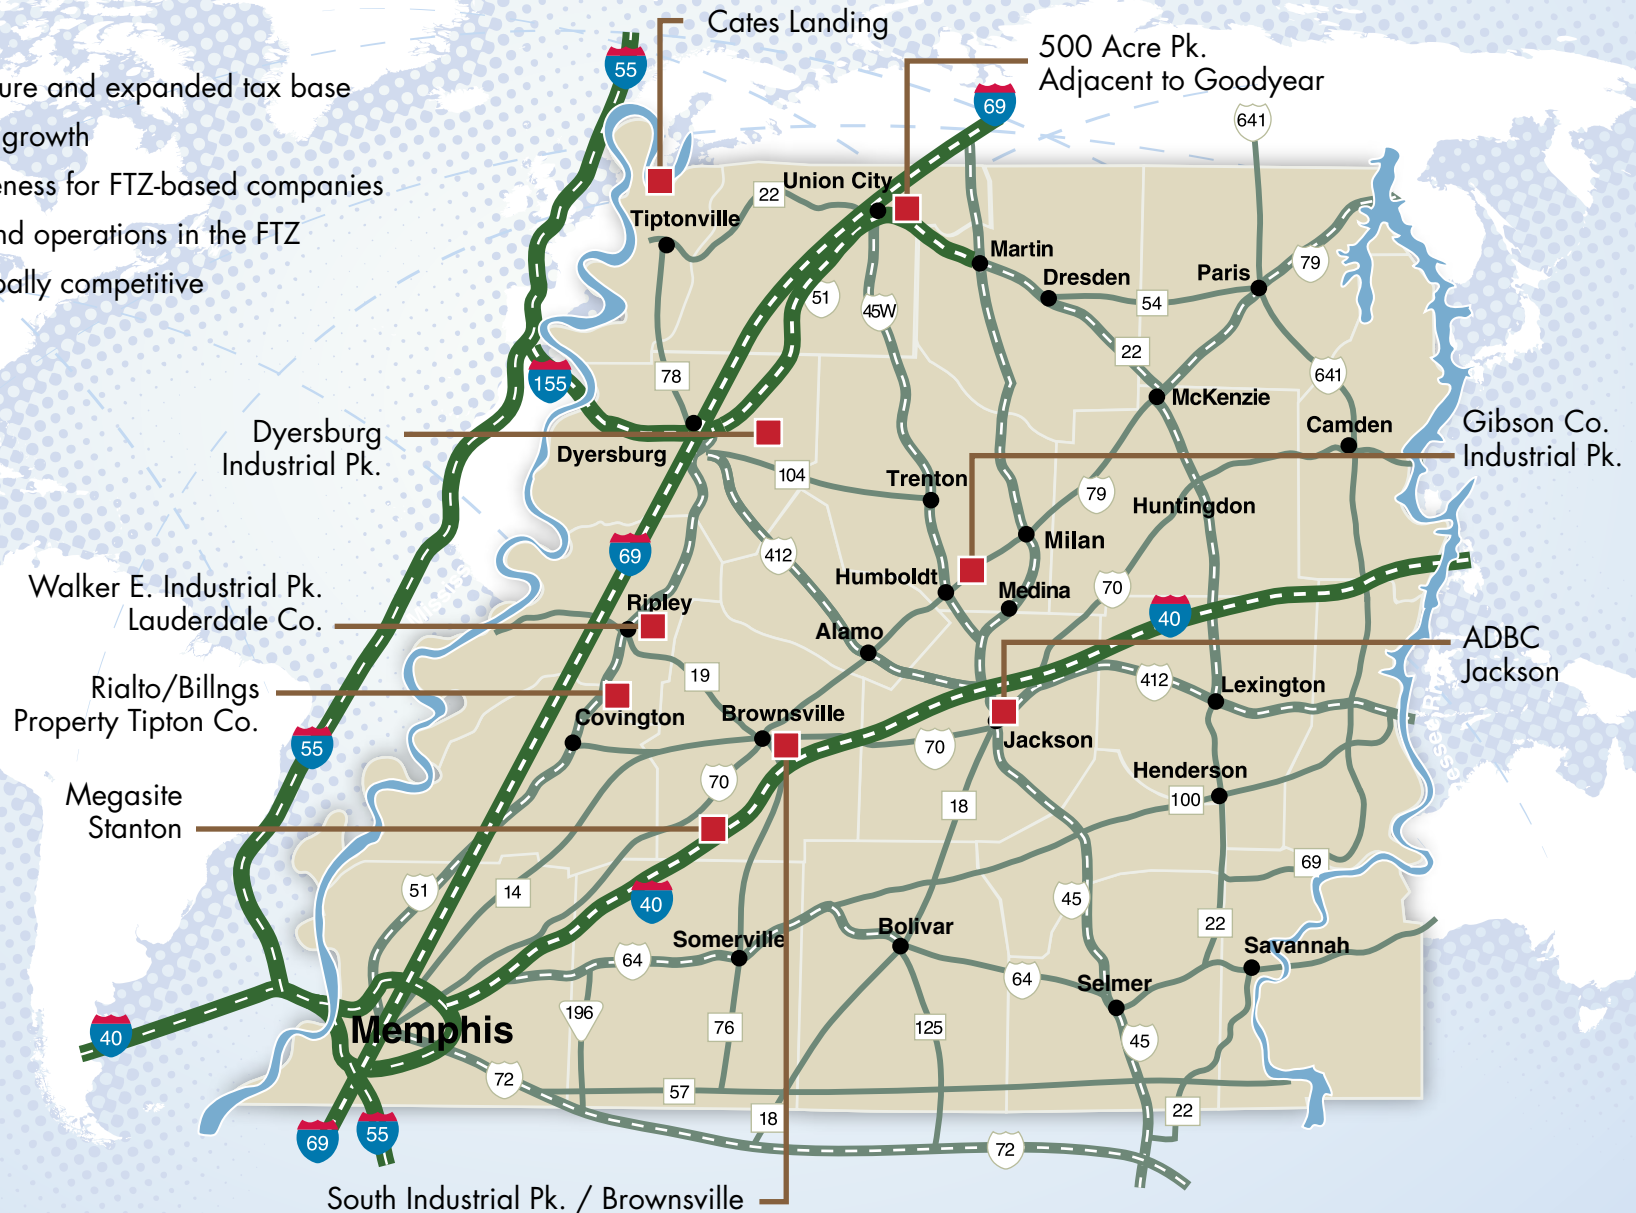 Cates Landing
500 Acre Pk.
Adjacent to Goodyear
55
69
641
ure and expanded tax base
growth
eness for FTZ-based companies
nd operations in the FTZ
bally competitive
Union City
22
Tiptonville
Martin
Dresden
Paris
79
51
45W
54
22
155
78
641
McKenzie
Camden
Gibson Co.
Industrial Pk.
Dyersburg
Industrial Pk.
Dyersburg
104
Trenton
79
Huntingdon
Milan
69
412
Humboldt
Medina
70
40
Walker E. Industrial Pk.
Lauderdale Co.
Ripley
Alamo
ADBC
Jackson
19
412
Lexington
Rialto/Billngs
Property Tipton Co.
Covington
Brownsville
55
70
Jackson
Henderson
70
18
100
Megasite
Stanton
51
14
40
69
45
22
Somerville
Bolivar
Savannah
64
64
Selmer
196
76
125
45
40
Memphis
72
57
22
18
69
55
72
South Industrial Pk. / Brownsville